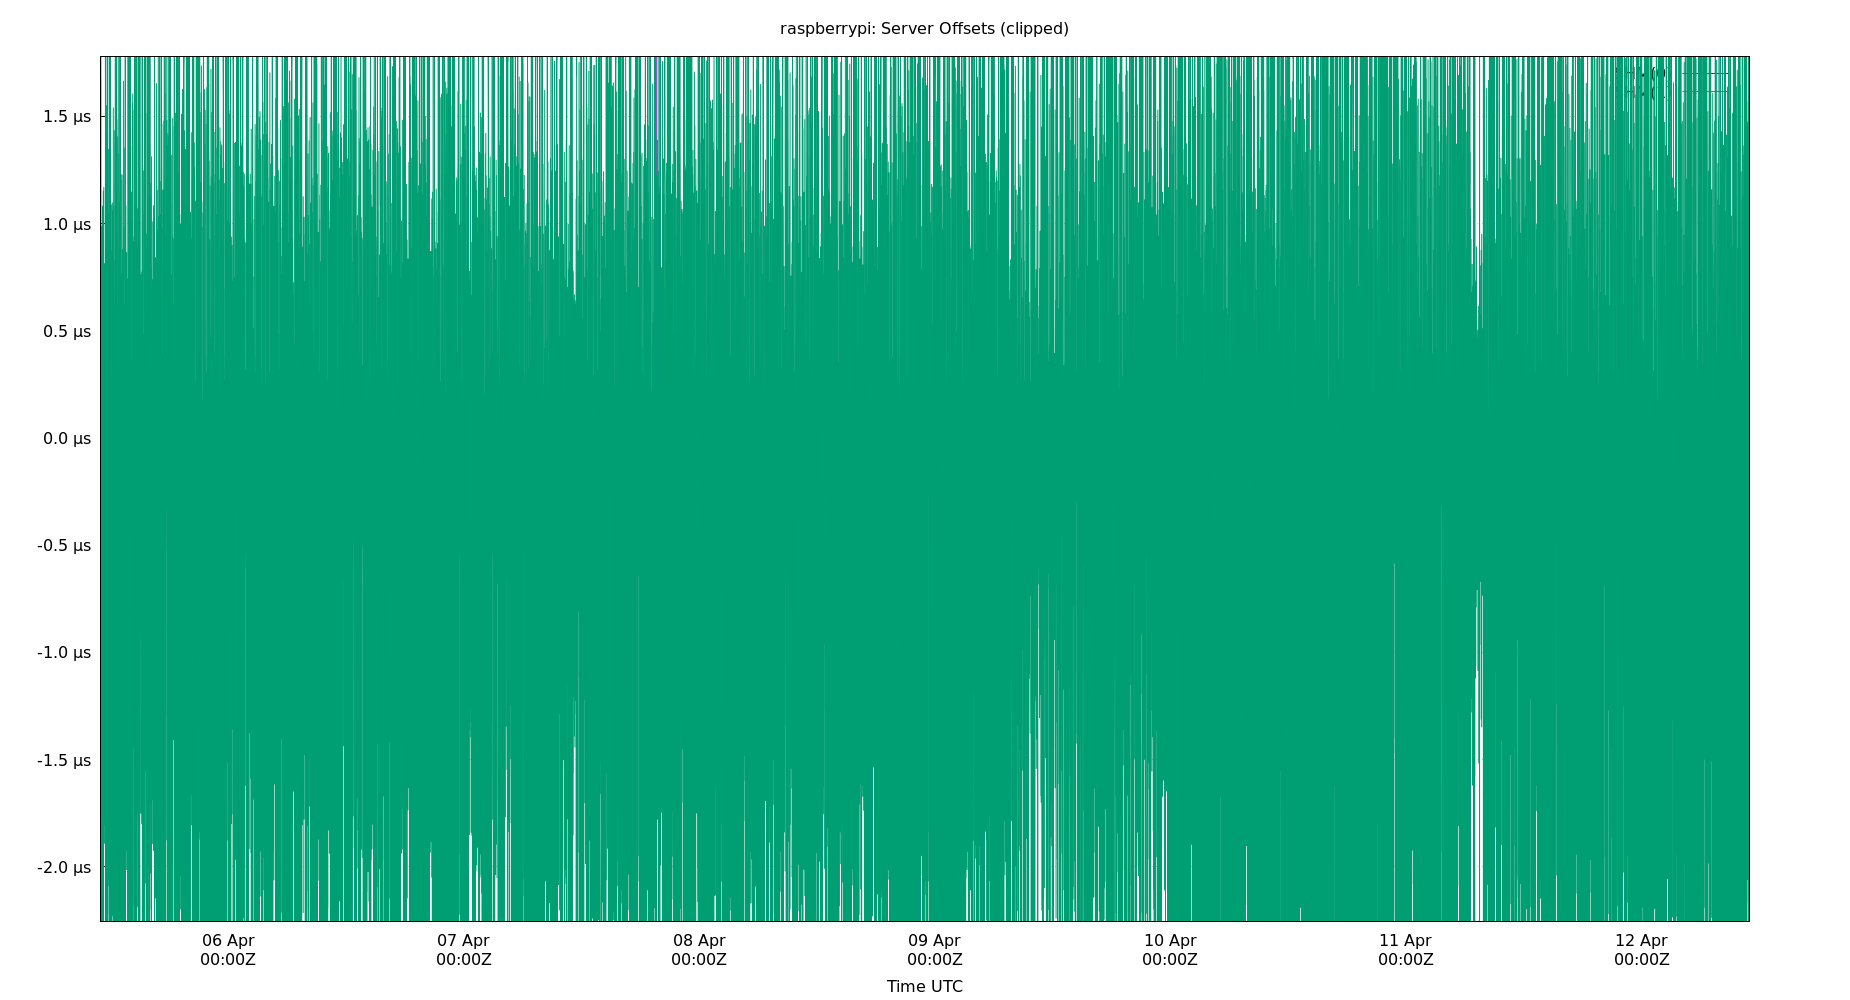 raspberrypi: Server Offsets (clipped)
1.5 µs
1.0 µs
0.5 µs
0.0 µs
-0.5 µs
-1.0 µs
-1.5 µs
-2.0 µs
06 Apr 07 Apr 08 Apr 09 Apr 10 Apr 11 Apr 12 Apr
00:00Z 00:00Z 00:00Z 00:00Z 00:00Z 00:00Z 00:00Z
Time UTC